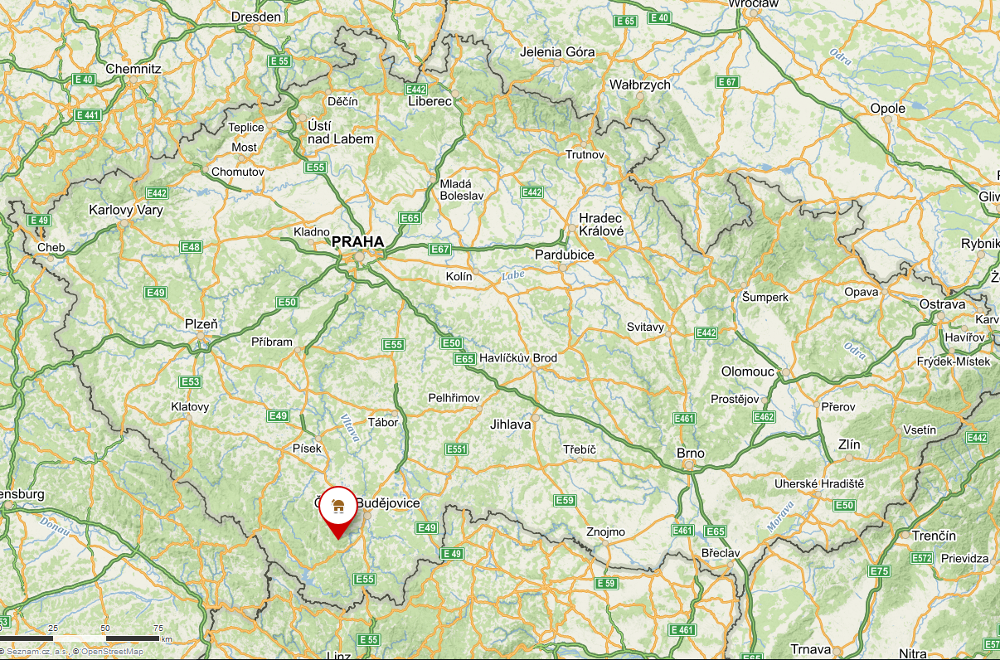 Wrocław
Dresden
E 65
E 40
Jelenia Góra
Odra
E 55
Chemnitz
E 40
E 67
Wałbrzych
E442
Děčín
Liberec
Opole
E 441
Teplice
Ústí
nad Labem
Most
Trutnov
Chomutov
E55
Mladá
Boleslav
E442
E442
Karlovy Vary
E 49
E65
Hradec
Králové
Kladno
PRAHA
Cheb
E48
E67
Pardubice
Rybnik
Kolín
Labe
E49
Šumperk
Opava
E50
Ostrava
Plzeň
Svitavy
E442
Havířov
Příbram
E55
E50
Odra
E65
Havlíčkův Brod
Frýdek-Místek
Olomouc
E53
Pelhřimov
Prostějov
Klatovy
Přerov
E49
Vltava
Tábor
Jihlava
E461
E462
Vsetín
E442
Písek
E551
Třebíč
Brno
Zlín
Uherské Hradiště
Budějovice
E59
E50
Donau
E49
Znojmo
E461
E65
Morava
Trenčín
E 49
Břeclav
E572
Prievidza
E55
E75
E 59
25
50
75
km
E 461
E 55
© Seznam.cz, a.s., © OpenStreetMap
Trnava
Nitra
Linz
E65